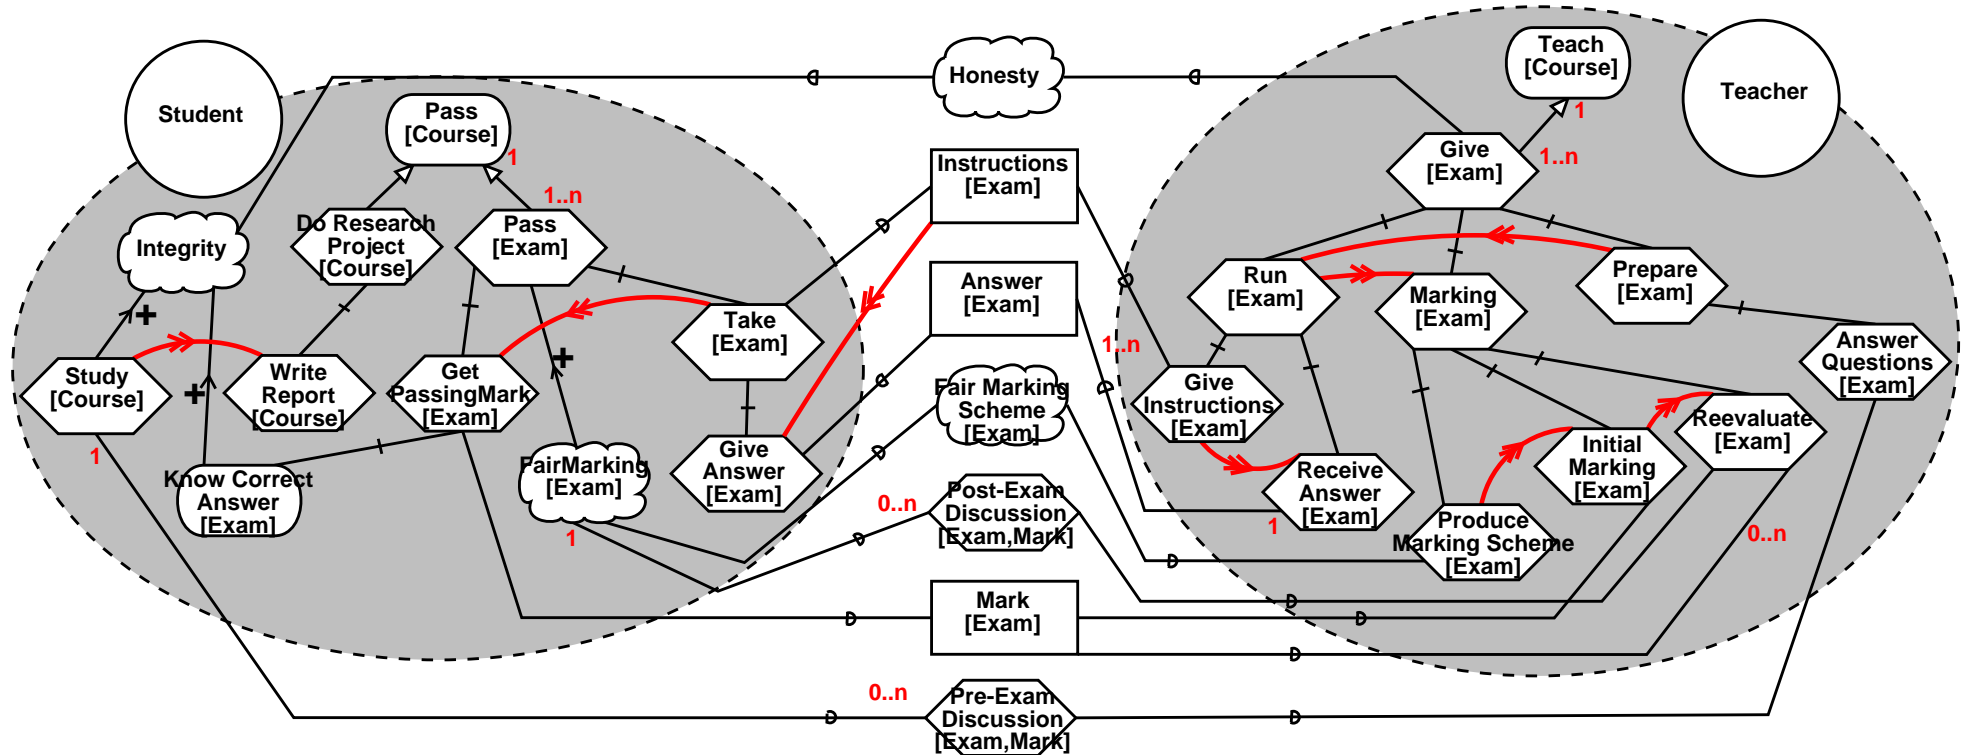 Student
Pass
[Course]
1
1..n
Integrity
Do Research
Project
[Course]
Pass
[Exam]
+
+
+
Take
[Exam]
Study
[Course]
1
Write
Report
[Course]
Get
PassingMark
[Exam]
Know Correct
Answer
[Exam]
FairMarking
[Exam]
1
Give
Answer
[Exam]
Honesty
Instructions
[Exam]
Answer
[Exam]
1..n
Fair Marking
Scheme
[Exam]
0..n
Post-Exam
Discussion
[Exam,Mark]
Mark
[Exam]
0..n
Pre-Exam
Discussion
[Exam,Mark]
Teacher
Teach
[Course]
1
1..n
Give
[Exam]
Run
[Exam]
Marking
[Exam]
Prepare
[Exam]
Answer
Questions
[Exam]
Give
Instructions
[Exam]
Receive
Answer
[Exam]
1
Produce
Marking Scheme
[Exam]
Initial
Marking
[Exam]
Reevaluate
[Exam]
0..n